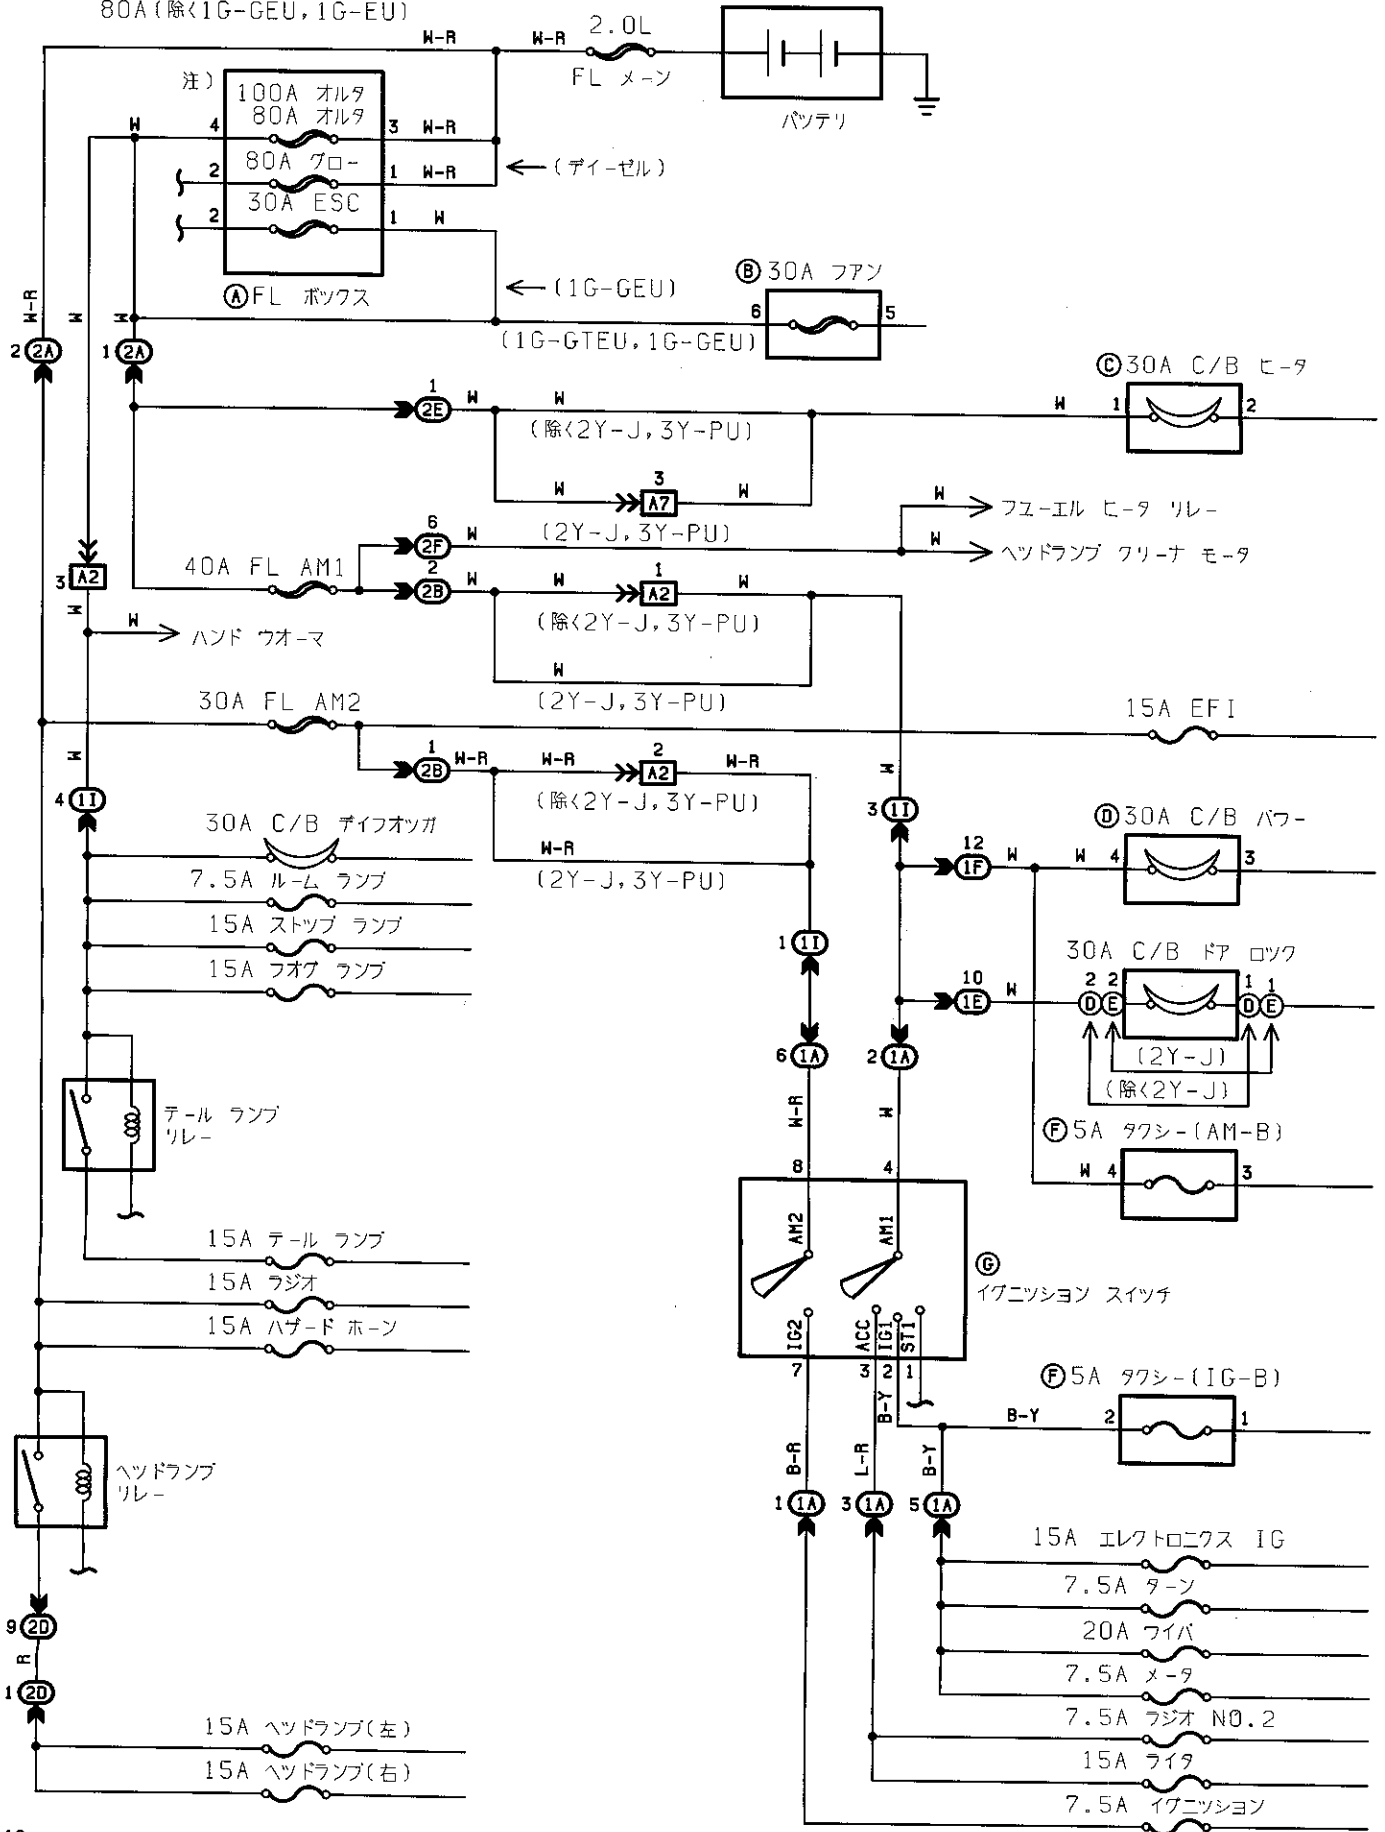 80A(除く1G-GEU,1G-EU)
W-R
W-R
2.0L
FL メーン
バッテリ
注)
100A オルタ
80A オルタ
W
4
3
W-R
80A グロー
2
1
W-R
←(デイーゼル)
30A ESC
2
1
W
ⒶFL ボックス
←(1G-GEU)
Ⓑ30A フアン
6
5
(1G-GTEU,1G-GEU)
W-R
W
W
2 2A
1 2A
Ⓒ30A C/B ヒータ
1
2E
W
W
W
1
2
(除く2Y-J,3Y-PU)
3
W
A7
W
(2Y-J,3Y-PU)
W
フューエル ヒータ リレー
6
2F
W
W
ヘッドランプ クリーナ モータ
40A FL AM1
2
2B
W
W
1
A2
W
3 A2
(除く2Y-J,3Y-PU)
W
W
ハンド ウオーマ
W
(2Y-J,3Y-PU)
30A FL AM2
15A EFI
1
2B
W-R
W-R
2
A2
W-R
W
(除く2Y-J,3Y-PU)
W
4 1I
3 1I
30A C/B デイフオッガ
W-R
(2Y-J,3Y-PU)
Ⓓ30A C/B パワー
12
1F
W
W
4
3
7.5A ルーム ランプ
15A ストップ ランプ
15A フオグ ランプ
1 1I
30A C/B ドア ロック
10
1E
W
2 2
D E
1 1
D E
(2Y-J)
(除く2Y-J)
6 1A
2 1A
テール ランプ
リレー
W-R
W
Ⓕ5A タクシー(AM-B)
W
4
3
8
4
AM2
AM1
15A テール ランプ
15A ラジオ
15A ハザード ホーン
Ⓖ
イグニッション スイッチ
IG2
ACC
IG1
ST1
7
3
2
1
B-Y
Ⓕ5A タクシー(IG-B)
B-Y
2
1
ヘッドランプ
リレー
B-R
L-R
B-Y
1 1A
3 1A
5 1A
15A エレクトロニクス IG
7.5A ターン
9 2D
20A ワイパ
R
7.5A メータ
1 2D
7.5A ラジオ NO.2
15A ヘッドランプ(左)
15A ライタ
15A ヘッドランプ(右)
7.5A イグニッション